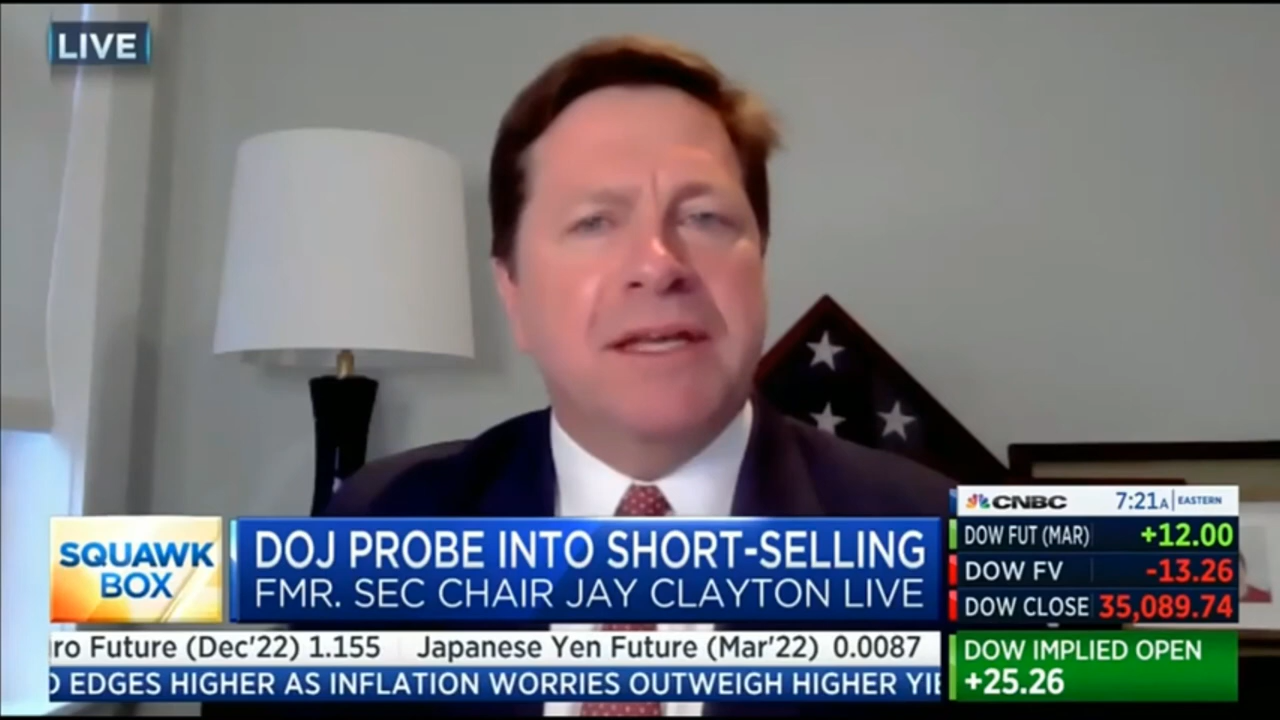 LIVE
SQUAWK
BOX
DOJ PROBE INTO SHORT-SELLING
FMR. SEC CHAIR JAY CLAYTON LIVE
CNBC 7:21A EASTERN
DOW FUT (MAR) +12.00
DOW FV -13.26
DOW CLOSE 35,089.74
DOW IMPLIED OPEN
+25.26
ro Future (Dec'22) 1.155 Japanese Yen Future (Mar'22) 0.0087
EDGES HIGHER AS INFLATION WORRIES OUTWEIGH HIGHER YIE